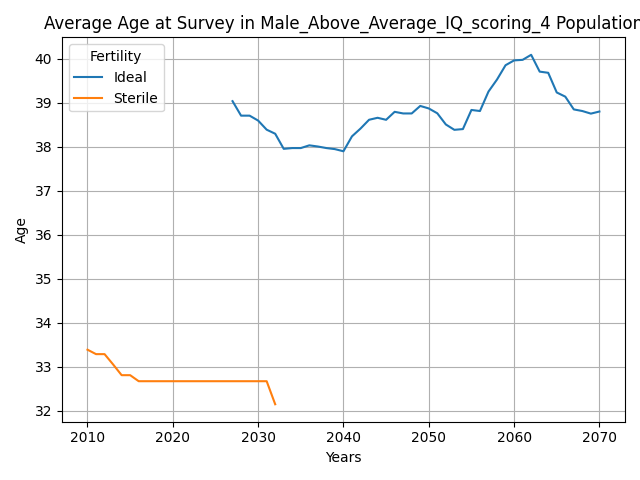 Average Age at Survey in Male_Above_Average_IQ_scoring_4 Population
Fertility
Ideal
Sterile
40
39
38
37
36
35
34
33
32
Age
2010 2020 2030 2040 2050 2060 2070
Years